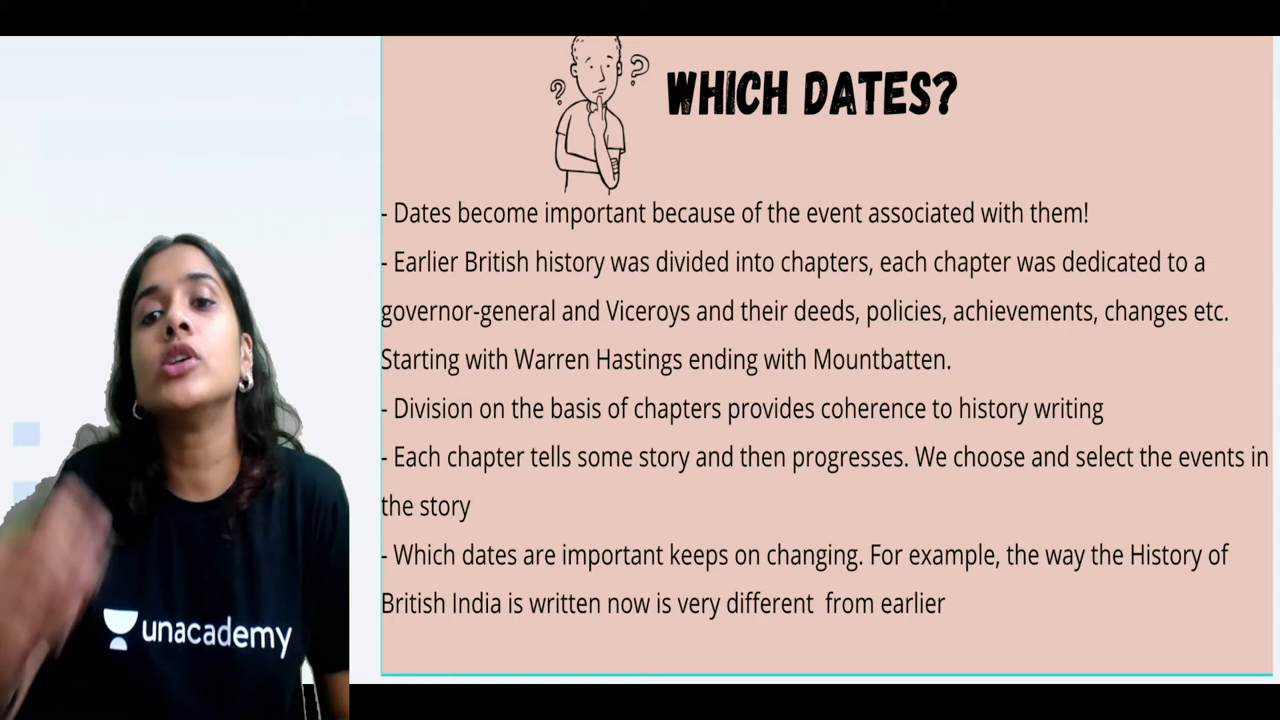 ? ? WHICH DATES?
- Dates become important because of the event associated with them!
- Earlier British history was divided into chapters, each chapter was dedicated to a
governor-general and Viceroys and their deeds, policies, achievements, changes etc.
Starting with Warren Hastings ending with Mountbatten.
- Division on the basis of chapters provides coherence to history writing
- Each chapter tells some story and then progresses. We choose and select the events in
the story
- Which dates are important keeps on changing. For example, the way the History of
British India is written now is very different  from earlier
unacademy